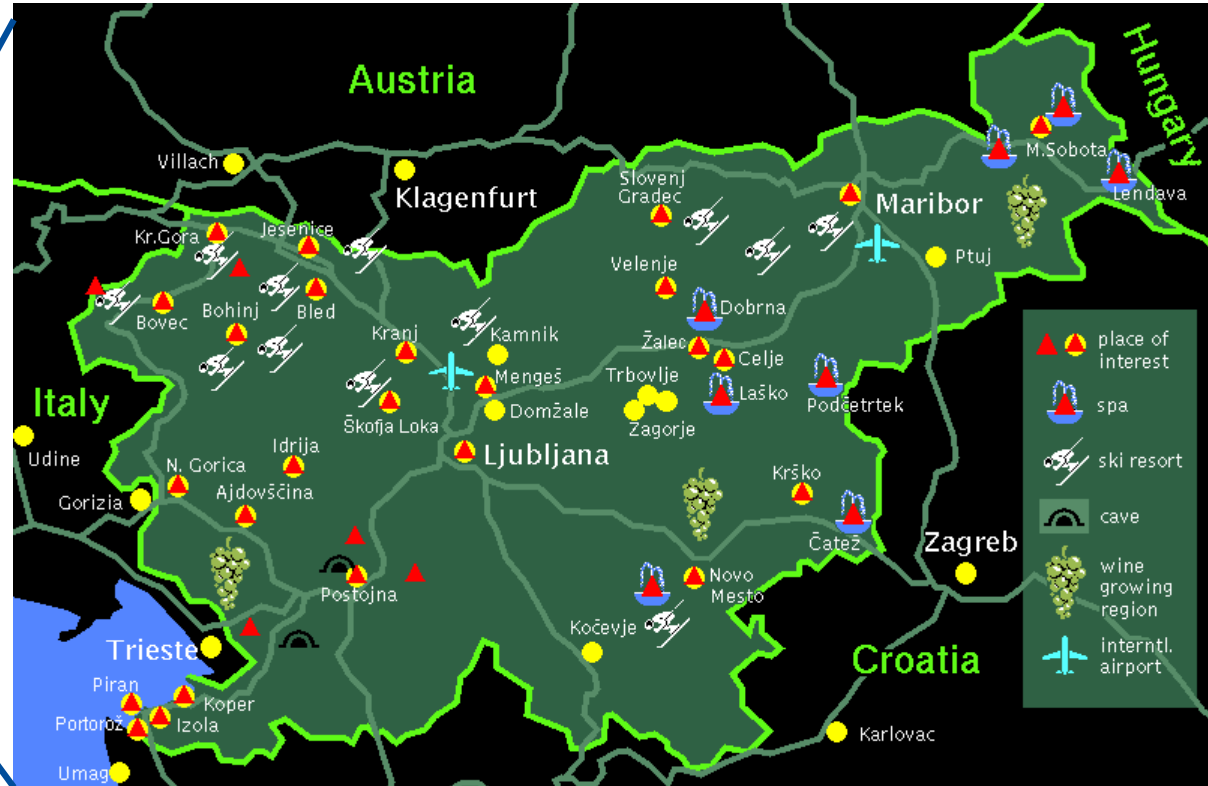 Austria
Hungary
Villach
Klagenfurt
Slovenj
Gradec
Maribor
M.Sobota
Lendava
Kr.Gora
Jesenice
Ptuj
Velenje
Bovec
Bohinj
Bled
Dobrna
Kranj
Kamnik
Žalec
Celje
Mengeš
Trbovlje
Italy
Škofja Loka
Domžale
Zagorje
Laško
Podčetrtek
Udine
Idrija
Ljubljana
N. Gorica
Krško
Gorizia
Ajdovščina
Čatež
Zagreb
Postojna
Novo
Mesto
Kočevje
Trieste
Croatia
Piran
Koper
Portorož
Izola
Karlovac
Umag
place of
interest
spa
ski resort
cave
wine
growing
region
interntl.
airport